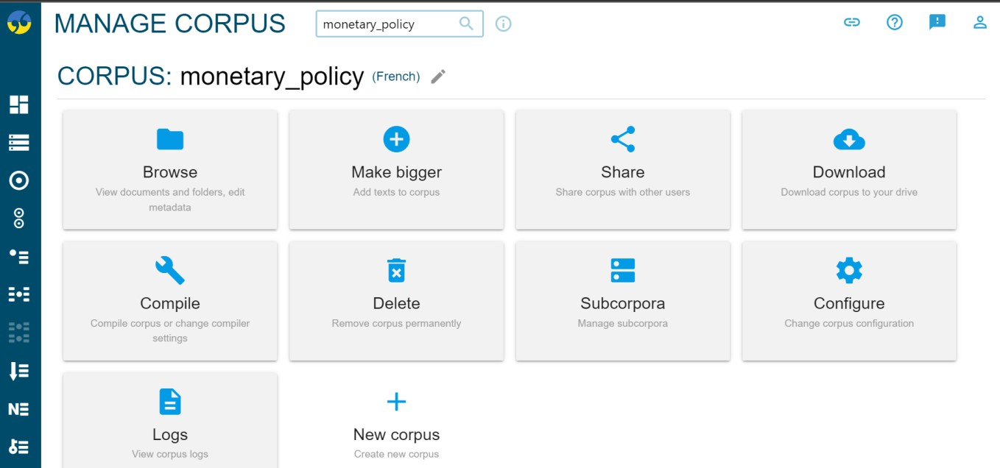 MANAGE CORPUS monetary_policy
CORPUS: monetary_policy (French)
Browse
View documents and folders, edit
metadata
Make bigger
Add texts to corpus
Share
Share corpus with other users
Download
Download corpus to your drive
Compile
Compile corpus or change compiler
settings
Delete
Remove corpus permanently
Subcorpora
Manage subcorpora
Configure
Change corpus configuration
Logs
View corpus logs
New corpus
Create new corpus
N